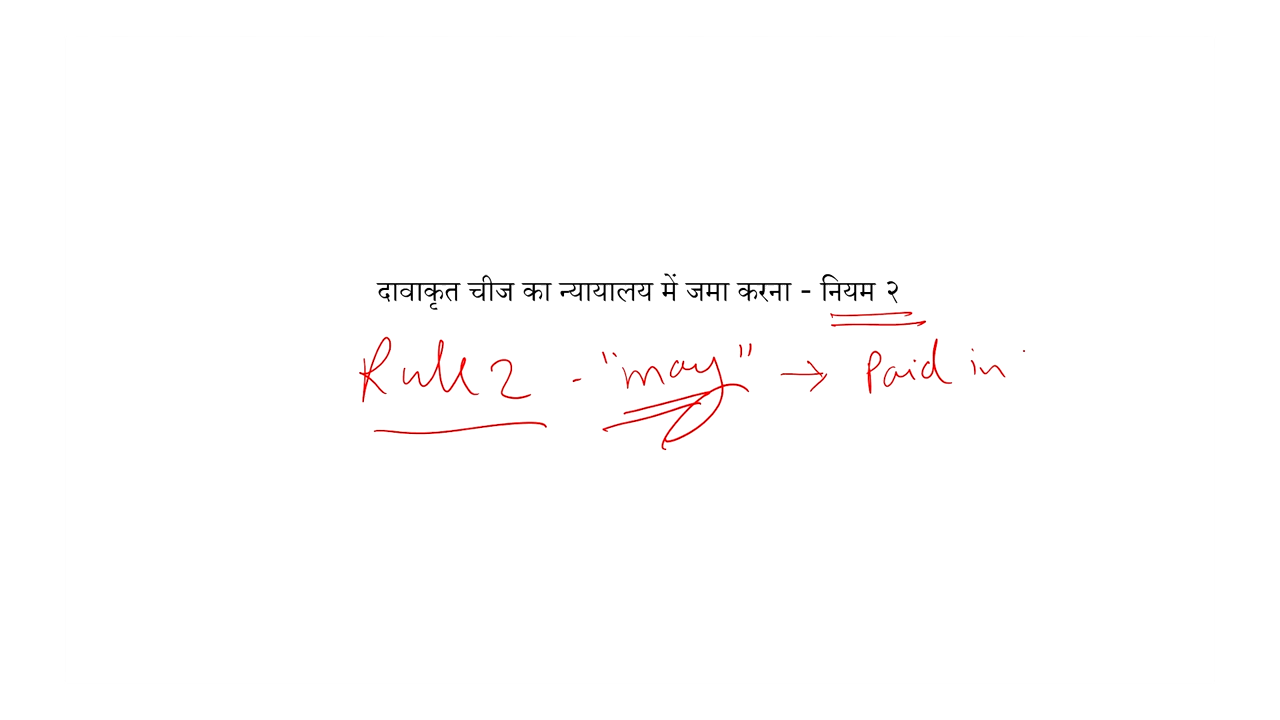 दावाकृत चीज का न्यायालय में जमा करना - नियम २
Rule 2 - "may" → Paid in